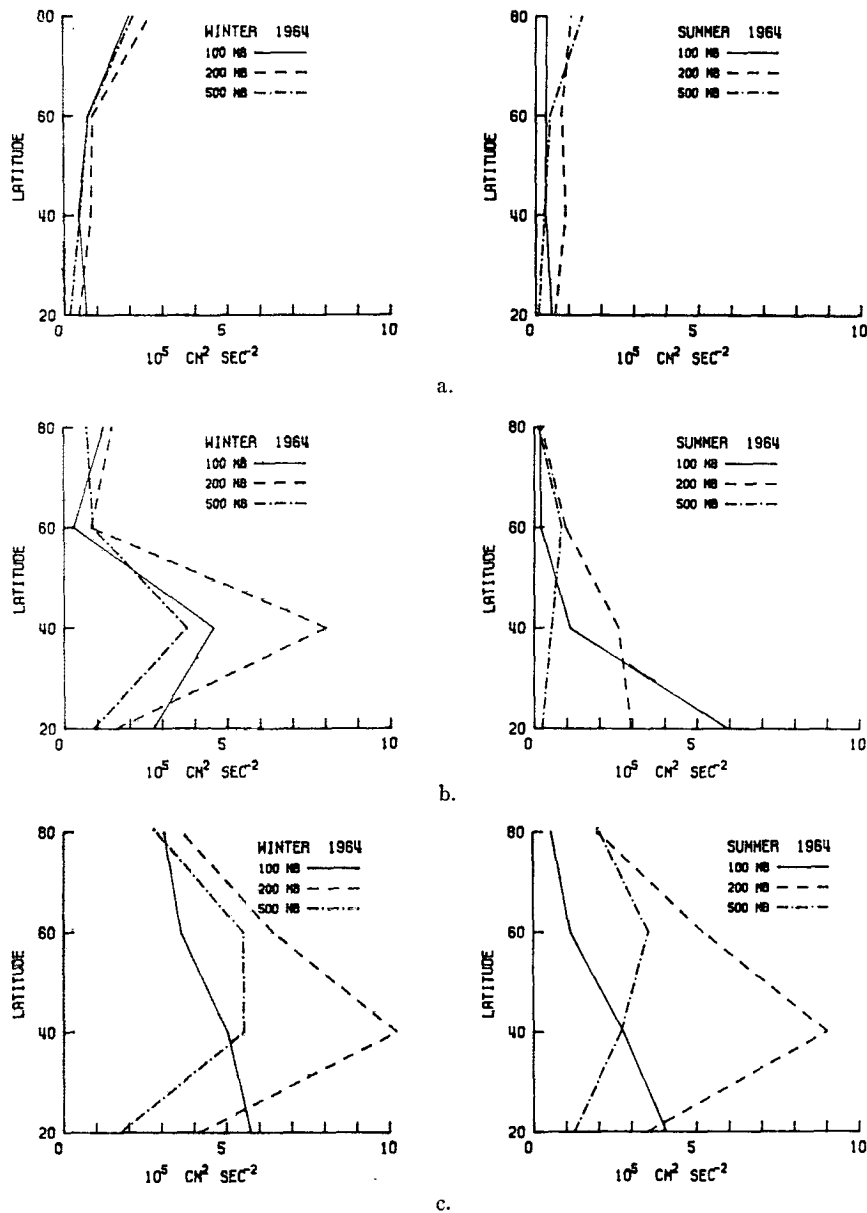 80
60
40
20
LATITUDE
WINTER 1964
100 MB
200 MB
500 MB
0 5 10
10⁵ CM² SEC⁻²
80
60
40
20
LATITUDE
SUMMER 1964
100 MB
200 MB
500 MB
0 5 10
10⁵ CM² SEC⁻²
a.
80
60
40
20
LATITUDE
WINTER 1964
100 MB
200 MB
500 MB
0 5 10
10⁵ CM² SEC⁻²
80
60
40
20
LATITUDE
SUMMER 1964
100 MB
200 MB
500 MB
0 5 10
10⁵ CM² SEC⁻²
b.
80
60
40
20
LATITUDE
WINTER 1964
100 MB
200 MB
500 MB
0 5 10
10⁵ CM² SEC⁻²
80
60
40
20
LATITUDE
SUMMER 1964
100 MB
200 MB
500 MB
0 5 10
10⁵ CM² SEC⁻²
c.